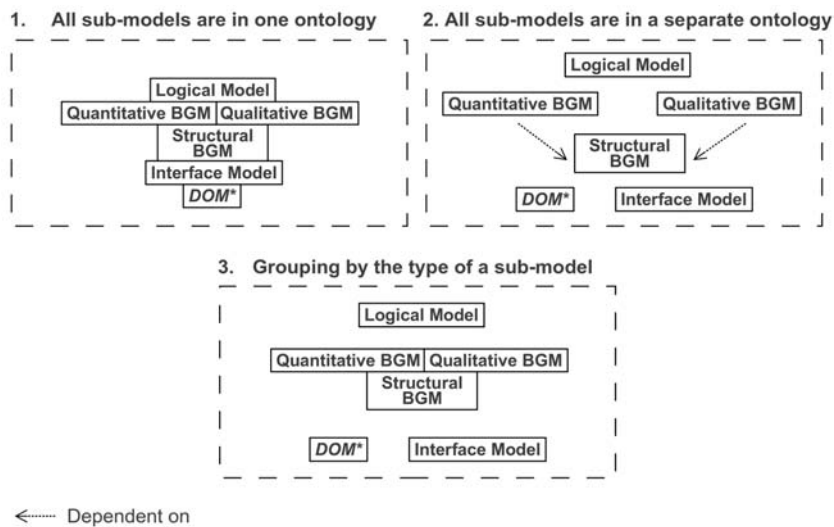 1. All sub-models are in one ontology
Logical Model
Quantitative BGM Qualitative BGM
Structural
BGM
Interface Model
DOM*
2. All sub-models are in a separate ontology
Logical Model
Quantitative BGM Qualitative BGM
Structural
BGM
DOM* Interface Model
3. Grouping by the type of a sub-model
Logical Model
Quantitative BGM Qualitative BGM
Structural
BGM
DOM* Interface Model
Dependent on